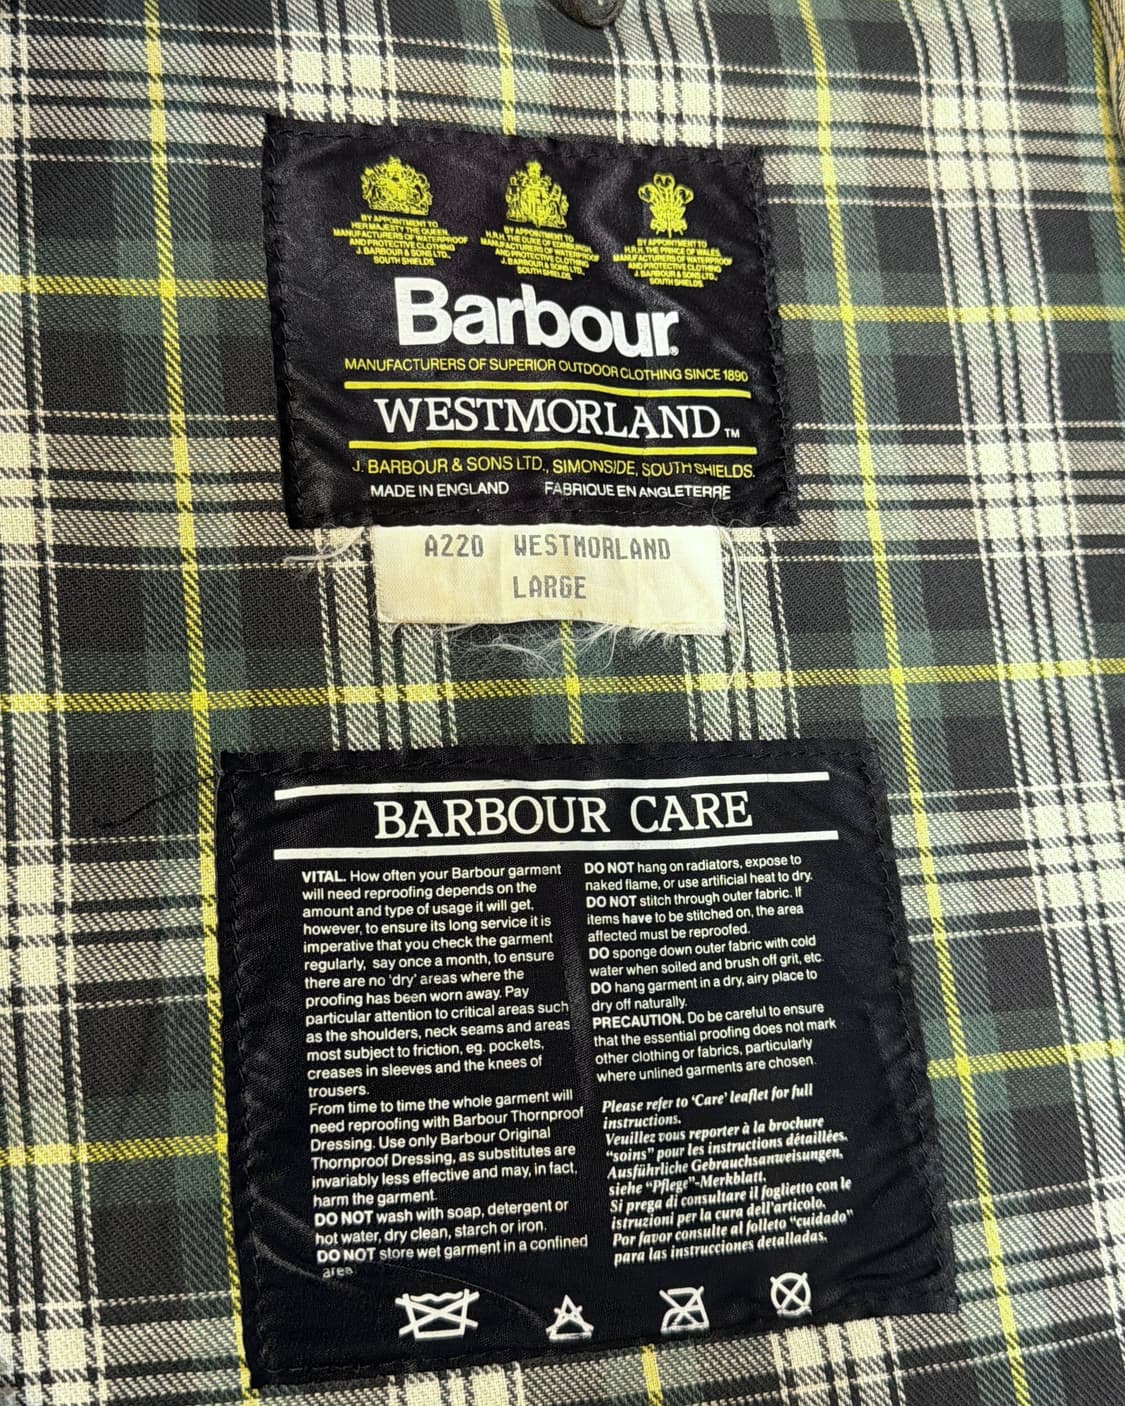 BY APPOINTMENT TO
HER MAJESTY THE QUEEN
MANUFACTURERS OF WATERPROOF
AND PROTECTIVE CLOTHING
J. BARBOUR & SONS LTD.,
SOUTH SHIELDS
BY APPOINTMENT TO
H.R.H. THE DUKE OF EDINBURGH
MANUFACTURERS OF WATERPROOF
AND PROTECTIVE CLOTHING
J. BARBOUR & SONS LTD.
SOUTH SHIELDS.
BY APPOINTMENT TO
H.R.H. THE PRINCE OF WALES
MANUFACTURERS OF WATERPROOF
AND PROTECTIVE CLOTHING
J. BARBOUR & SONS LTD.
SOUTH SHIELDS.
Barbour®
MANUFACTURERS OF SUPERIOR OUTDOOR CLOTHING SINCE 1890
WESTMORLAND™
J. BARBOUR & SONS LTD., SIMONSIDE, SOUTH SHIELDS.
MADE IN ENGLAND FABRIQUE EN ANGLETERRE
A220 WESTMORLAND
LARGE
BARBOUR CARE
VITAL. How often your Barbour garment
will need reproofing depends on the
amount and type of usage it will get,
however, to ensure its long service it is
imperative that you check the garment
regularly, say once a month, to ensure
there are no 'dry' areas where the
proofing has been worn away. Pay
particular attention to critical areas such
as the shoulders, neck seams and areas
most subject to friction, eg. pockets,
creases in sleeves and the knees of
trousers.
From time to time the whole garment will
need reproofing with Barbour Thornproof
Dressing. Use only Barbour Original
Thornproof Dressing, as substitutes are
invariably less effective and may, in fact,
harm the garment.
DO NOT wash with soap, detergent or
hot water, dry clean, starch or iron.
DO NOT store wet garment in a confined
area
DO NOT hang on radiators, expose to
naked flame, or use artificial heat to dry.
DO NOT stitch through outer fabric. If
items have to be stitched on, the area
affected must be reproofed.
DO sponge down outer fabric with cold
water when soiled and brush off grit, etc.
DO hang garment in a dry, airy place to
dry off naturally.
PRECAUTION. Do be careful to ensure
that the essential proofing does not mark
other clothing or fabrics, particularly
where unlined garments are chosen.
Please refer to 'Care' leaflet for full
instructions.
Veuillez vous reporter à la brochure
"soins" pour les instructions détaillées.
Ausführliche Gebrauchsanweisungen,
siehe "Pflege"-Merkblatt.
Si prega di consultare il foglietto con le
istruzioni per la cura dell'articolo.
Por favor consulte al folleto "cuidado"
para las instrucciones detalladas.